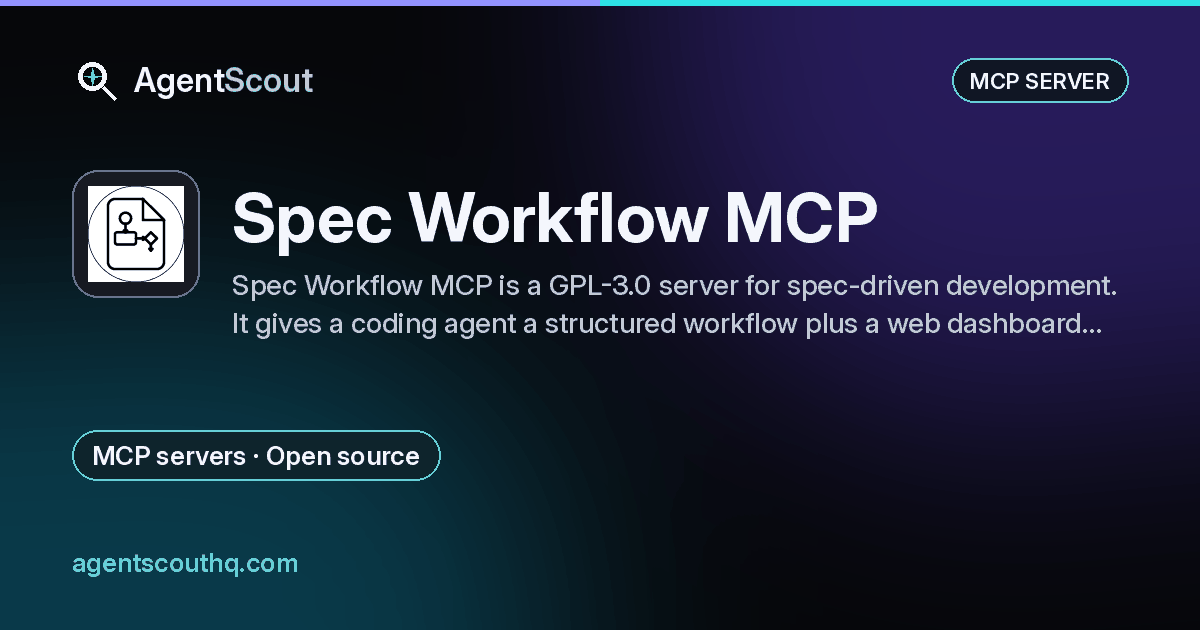 AgentScout
MCP SERVER
Spec Workflow MCP
Spec Workflow MCP is a GPL-3.0 server for spec-driven development.
It gives a coding agent a structured workflow plus a web dashboard...
MCP servers · Open source
agentscouthq.com